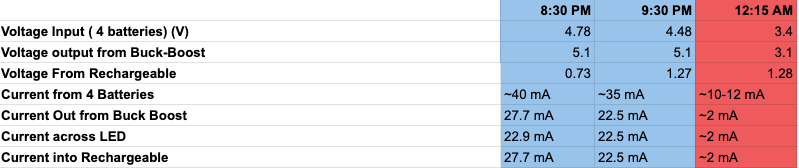 8:30 PM 9:30 PM 12:15 AM
Voltage Input ( 4 batteries) (V) 4.78 4.48 3.4
Voltage output from Buck-Boost 5.1 5.1 3.1
Voltage From Rechargeable 0.73 1.27 1.28
Current from 4 Batteries ~40 mA ~35 mA ~10-12 mA
Current Out from Buck Boost 27.7 mA 22.5 mA ~2 mA
Current across LED 22.9 mA 22.5 mA ~2 mA
Current into Rechargeable 27.7 mA 22.5 mA ~2 mA